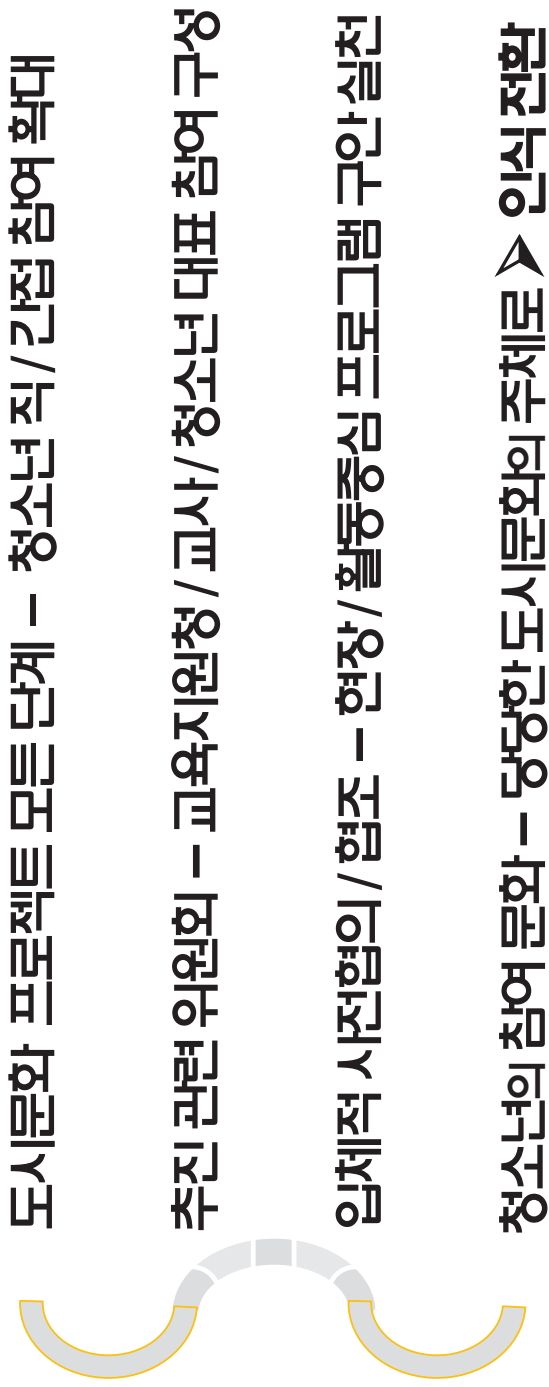 도시문화 프로젝트 모든 단계 – 청소년 직 / 간접 참여 확대
추진 관련 위원회 – 교육지원청 / 교사 / 청소년 대표 참여 구성
입체적 사전협의 / 협조 – 현장 / 활동중심 프로그램 구안 실천
청소년의 참여 문화 – 당당한 도시문화의 주체로 ➤ 인식 전환